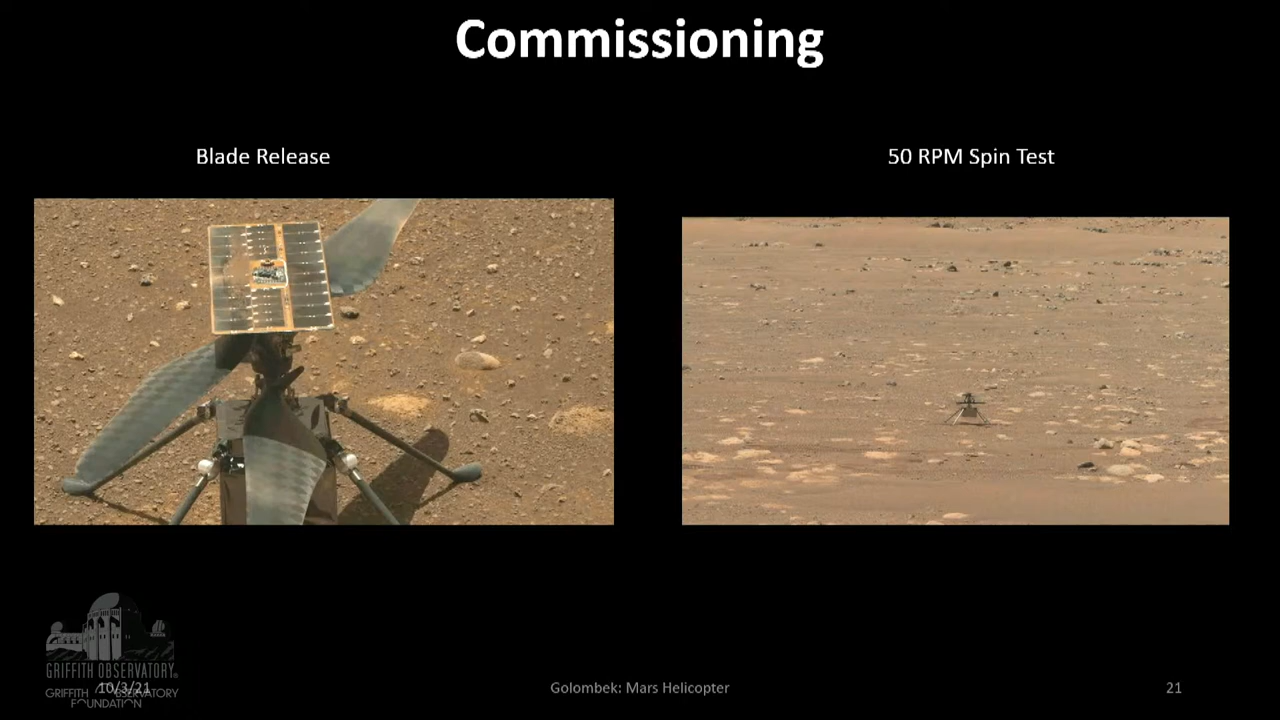 Commissioning
Blade Release
50 RPM Spin Test
GRIFFITH OBSERVATORY
10/3/21
GRIFFITH OBSERVATORY
FOUNDATION
Golombek: Mars Helicopter
21